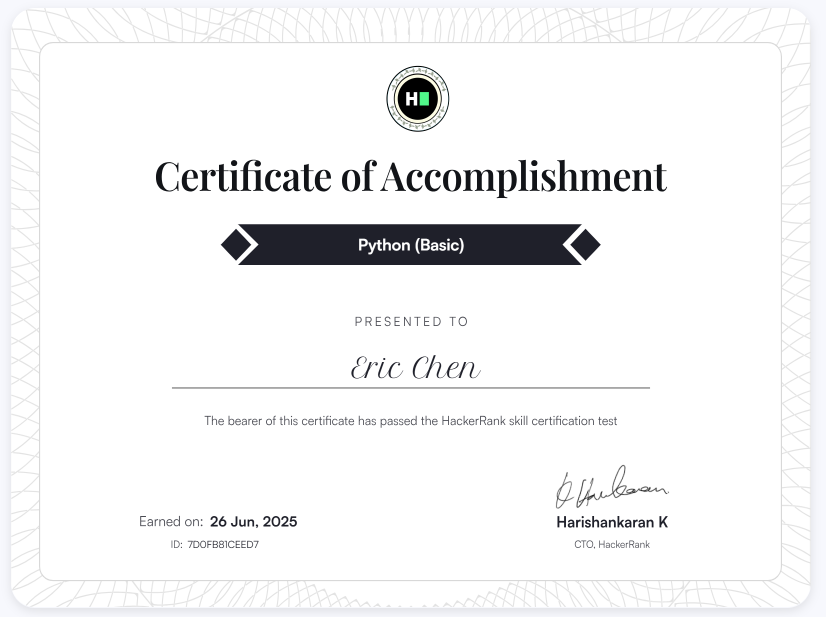 H
Certificate of Accomplishment
Python (Basic)
PRESENTED TO
Eric Chen
The bearer of this certificate has passed the HackerRank skill certification test
Earned on: 26 Jun, 2025
Harishankaran K
ID: 7D0FB81CEED7
CTO, HackerRank